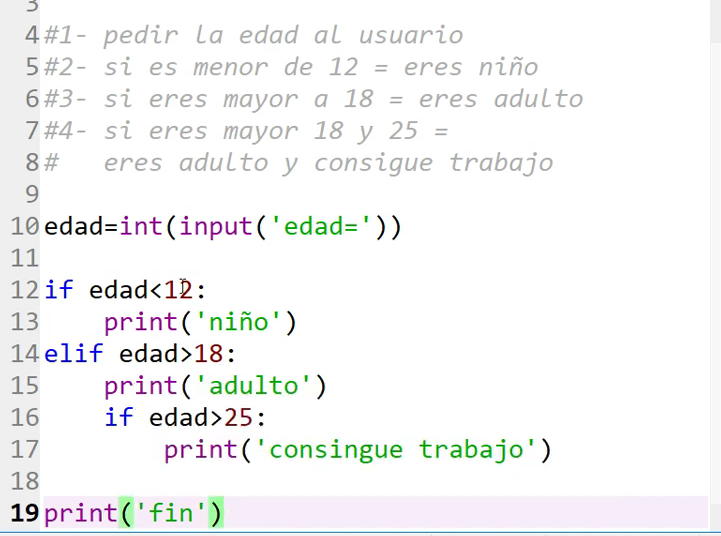 3
4 #1- pedir la edad al usuario
5 #2- si es menor de 12 = eres niño
6 #3- si eres mayor a 18 = eres adulto
7 #4- si eres mayor 18 y 25 =
8 #   eres adulto y consigue trabajo
9
10 edad=int(input('edad='))
11
12 if edad<12:
13     print('niño')
14 elif edad>18:
15     print('adulto')
16     if edad>25:
17         print('consingue trabajo')
18
19 print('fin')